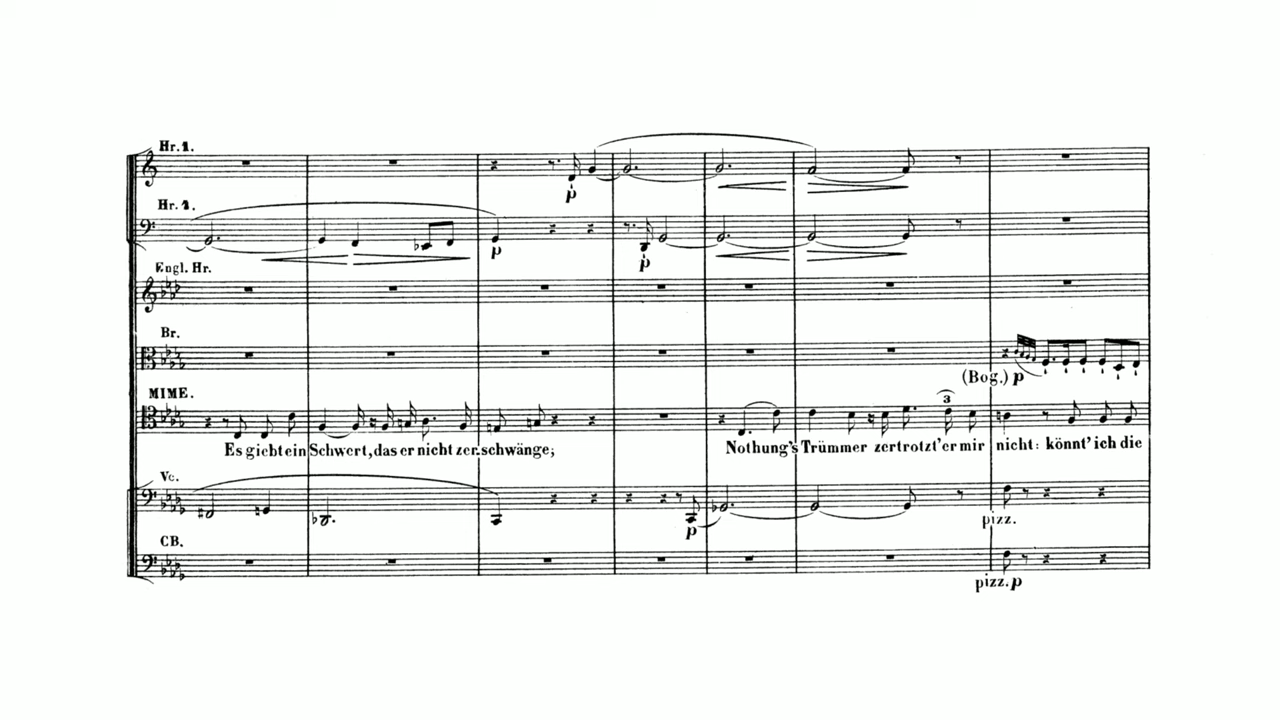 Hr. 1.
p
Hr. 1.
p
p
Engl. Hr.
Br.
(Bog.) p
MIME.
3
Es giebt ein Schwert, das er nicht zer-schwänge; Nothung's Trümmer zertrotzt' er mir nicht: könnt' ich die
Vc.
p
pizz.
CB.
pizz. p